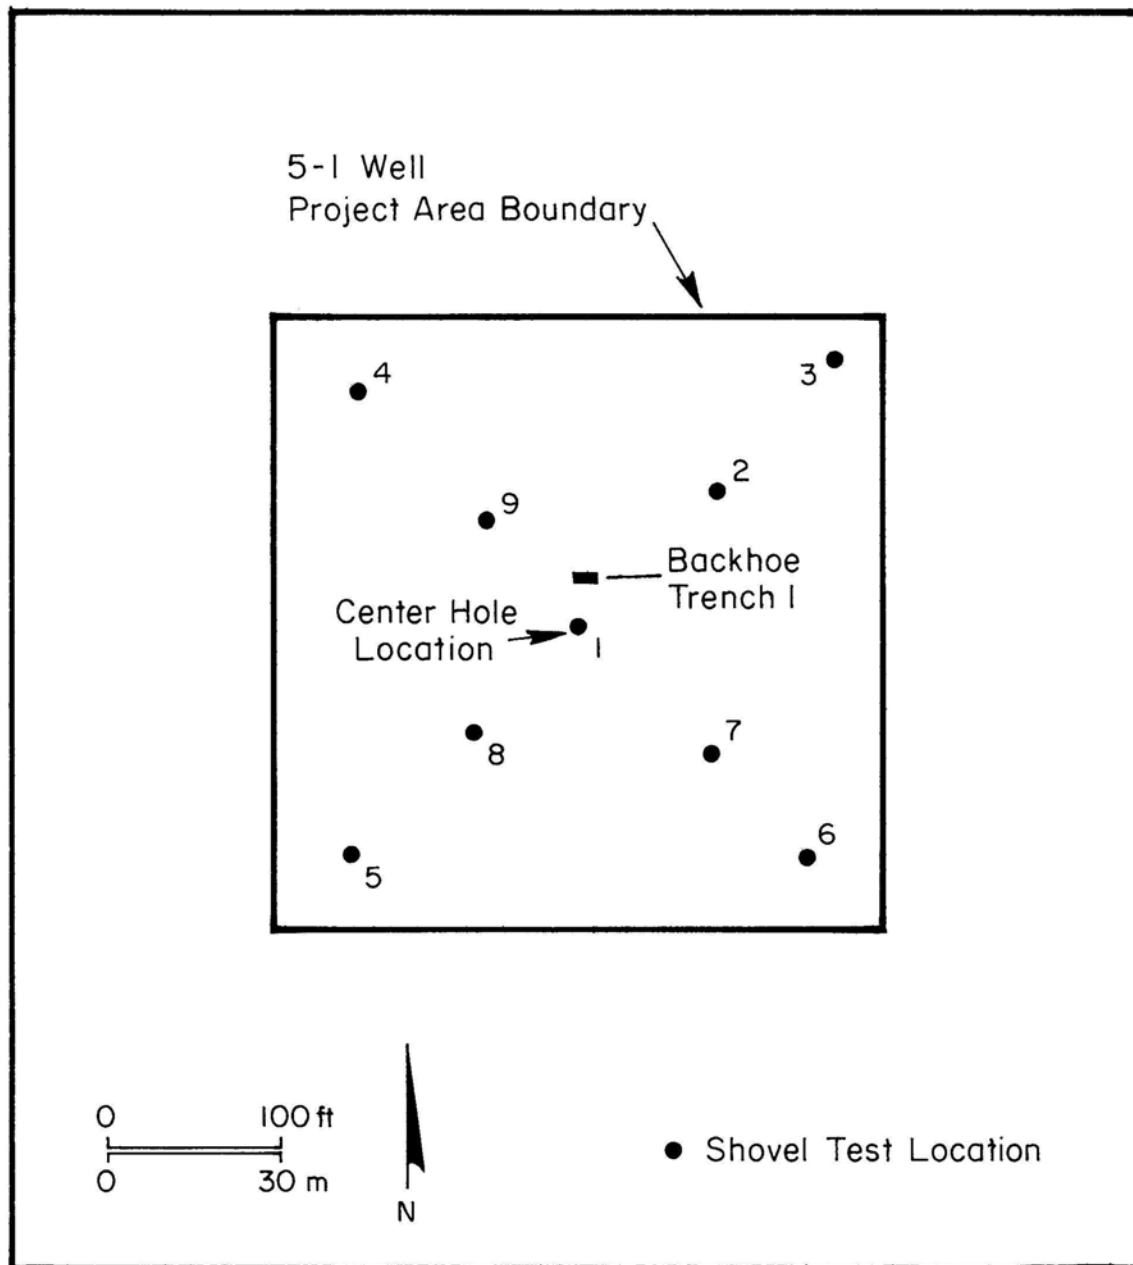 5-1 Well
Project Area Boundary
4
3
2
9
Backhoe
Trench 1
Center Hole
Location
1
7
8
6
5
0 100 ft
0 30 m
N
Shovel Test Location